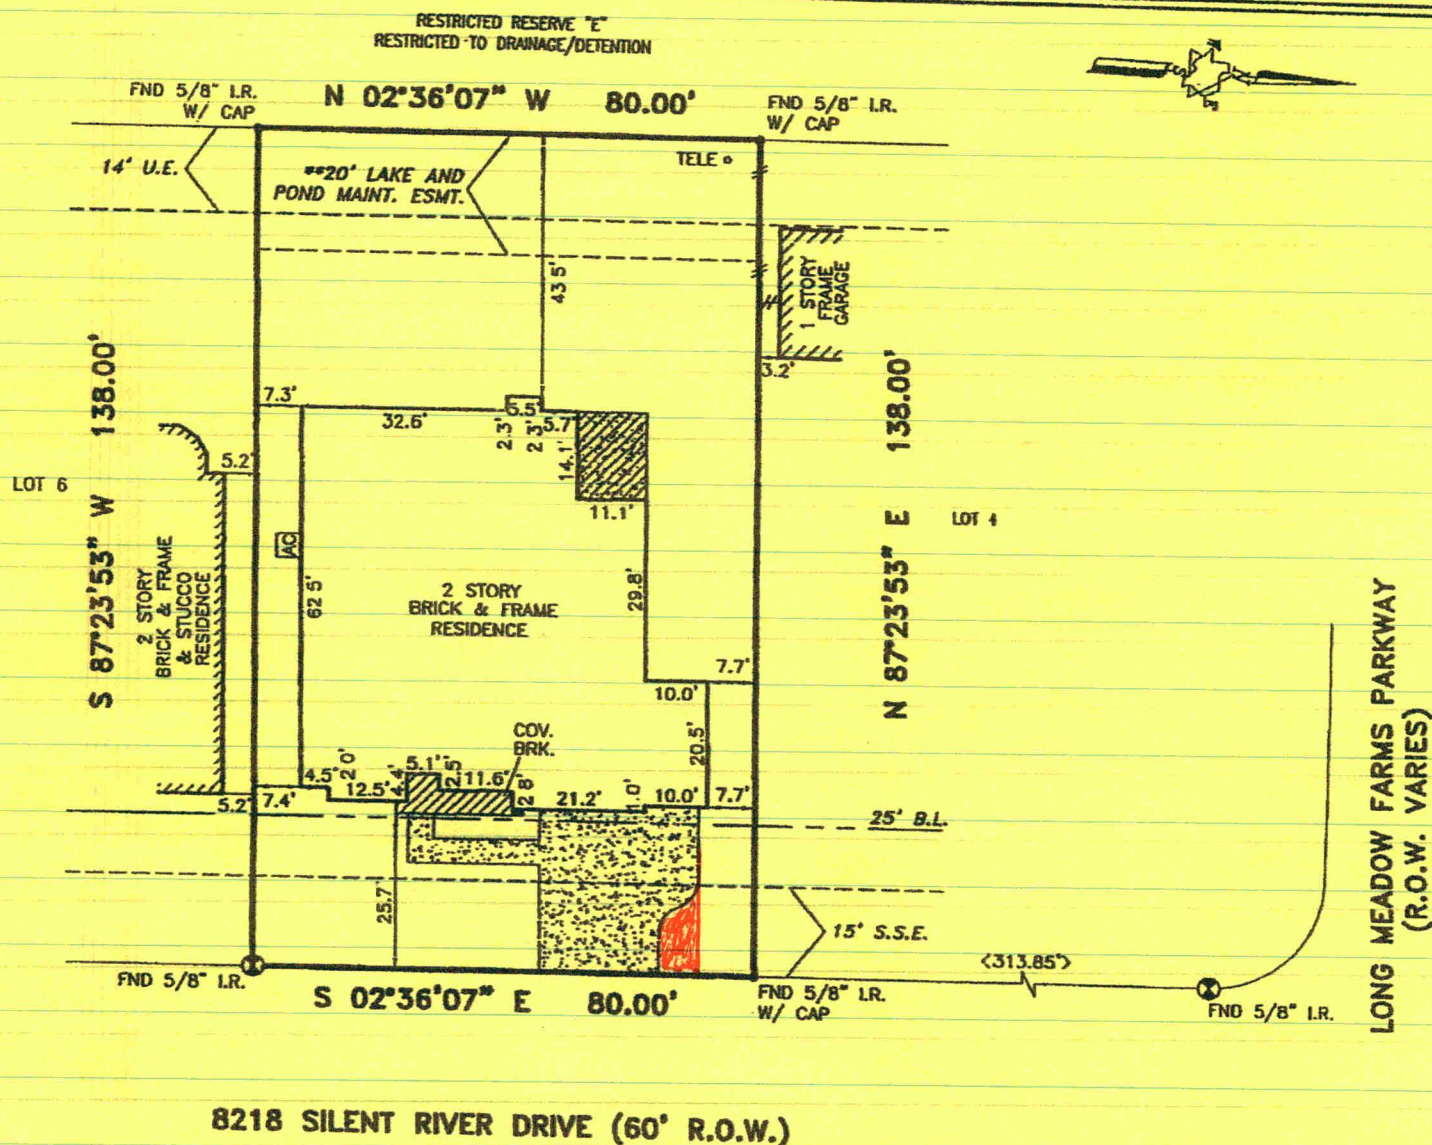 RESTRICTED RESERVE "E"
RESTRICTED TO DRAINAGE/DETENTION
FND 5/8" I.R.
W/ CAP
N 02°36'07" W 80.00'
FND 5/8" I.R.
W/ CAP
14' U.E.
**20' LAKE AND
POND MAINT. ESMT.
TELE
43 5'
1 STORY
FRAME
GARAGE
3.2'
S 87°23'53" W 138.00'
N 87°23'53" E 138.00'
7.3'
32.6'
5.5'
2.3'
2 3'
5.7'
14.1'
11.1'
5.2'
LOT 6
LOT 4
AC
2 STORY
BRICK & FRAME
& STUCCO
RESIDENCE
62 5'
2 STORY
BRICK & FRAME
RESIDENCE
29.8'
7.7'
10.0'
20.5'
COV.
BRK.
4.5'
2 0'
12.5'
4.4'
5.1'
2.5'
11.6'
2 8'
21.2'
1.0'
10.0'
7.7'
5.2'
7.4'
25' B.L.
25.7'
15' S.S.E.
<313.85'>
LONG MEADOW FARMS PARKWAY
(R.O.W. VARIES)
FND 5/8" I.R.
S 02°36'07" E 80.00'
FND 5/8" I.R.
W/ CAP
FND 5/8" I.R.
8218 SILENT RIVER DRIVE (60' R.O.W.)